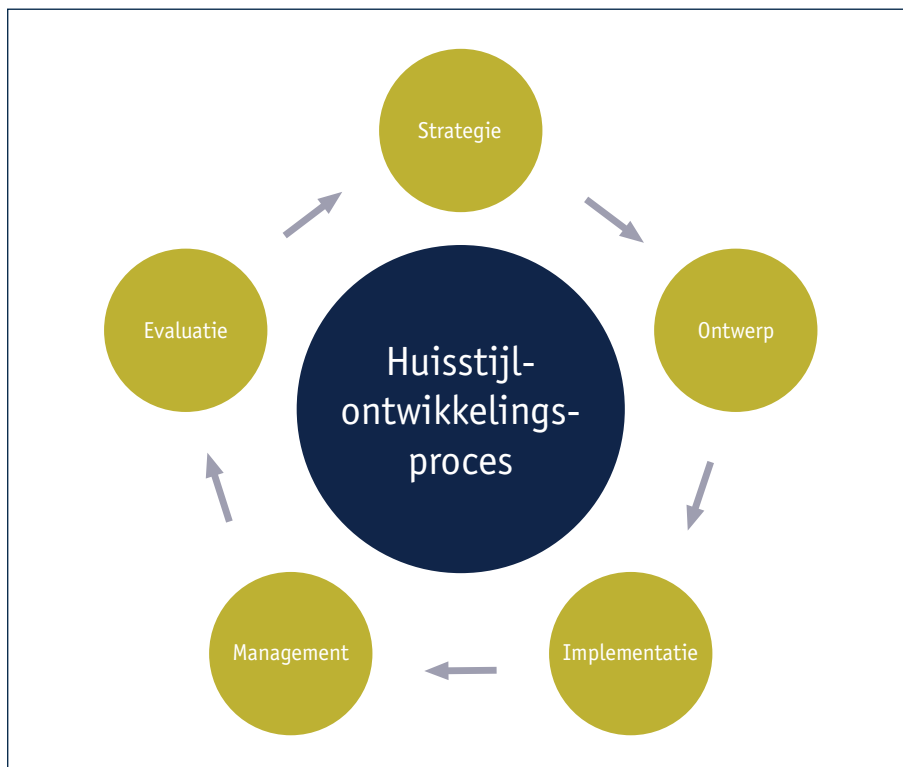 Strategie
Evaluatie
Ontwerp
Huisstijl-
ontwikkelings-
proces
Management
Implementatie